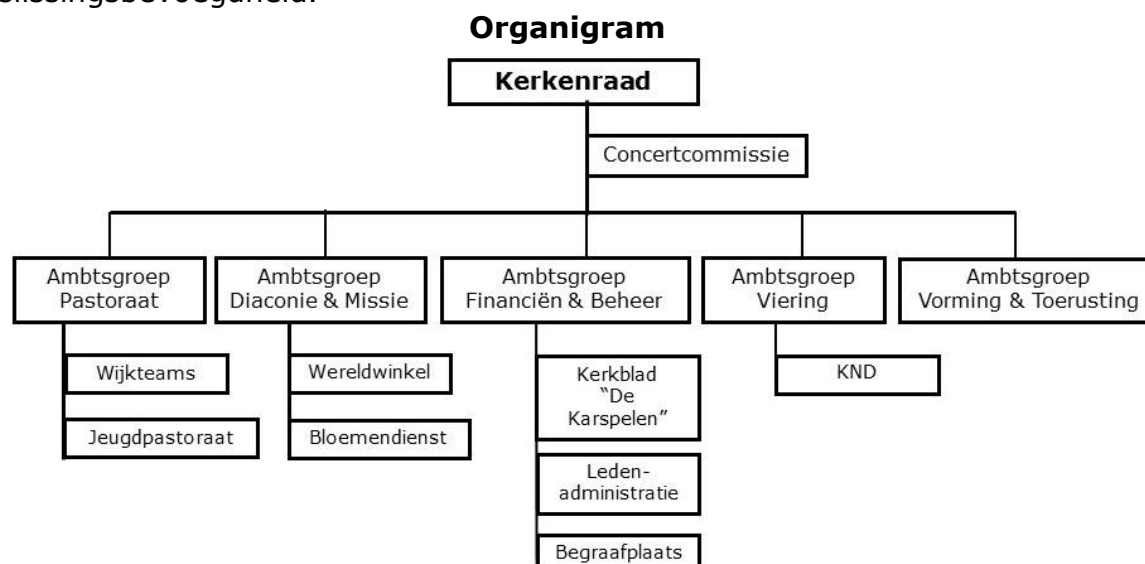 Organigram
Kerkenraad
Concertcommissie
Ambtsgroep
Pastoraat
Ambtsgroep
Diaconie & Missie
Ambtsgroep
Financiën & Beheer
Ambtsgroep
Viering
Ambtsgroep
Vorming & Toerusting
Wijkteams
Jeugdpastoraat
Wereldwinkel
Bloemendienst
Kerkblad
“De
Karspelen”
Leden-
administratie
Begraafplaats
KND